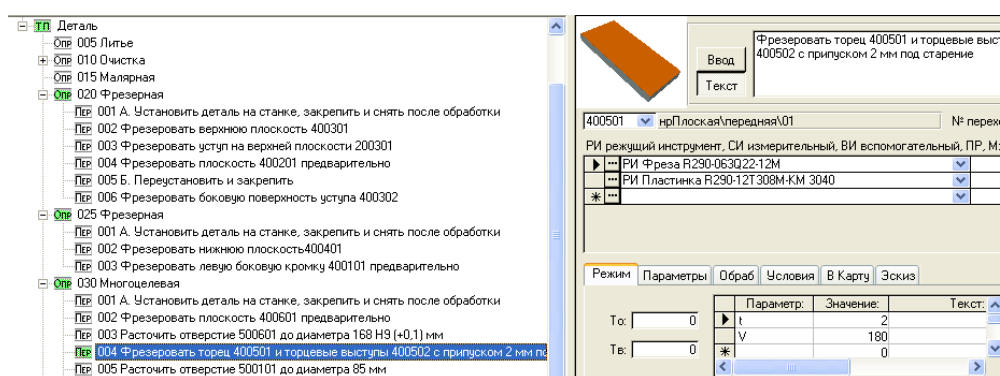 ТП Деталь
Опр 005 Литье
Опр 010 Очистка
Опр 015 Малярная
Опр 020 Фрезерная
Пер 001 А. Установить деталь на станке, закрепить и снять после обработки
Пер 002 Фрезеровать верхнюю плоскость 400301
Пер 003 Фрезеровать уступ на верхней плоскости 200301
Пер 004 Фрезеровать плоскость 400201 предварительно
Пер 005 Б. Переустановить и закрепить
Пер 006 Фрезеровать боковую поверхность уступа 400302
Опр 025 Фрезерная
Пер 001 А. Установить деталь на станке, закрепить и снять после обработки
Пер 002 Фрезеровать нижнюю плоскость400401
Пер 003 Фрезеровать левую боковую кромку 400101 предварительно
Опр 030 Многоцелевая
Пер 001 А. Установить деталь на станке, закрепить и снять после обработки
Пер 002 Фрезеровать плоскость 400601 предварительно
Пер 003 Расточить отверстие 500601 до диаметра 168 H9 (+0,1) мм
Пер 004 Фрезеровать торец 400501 и торцевые выступы 400502 с припуском 2 мм по
Пер 005 Расточить отверстие 500101 до диаметра 85 мм
Ввод
Текст
Фрезеровать торец 400501 и торцевые выст
400502 с припуском 2 мм под старение
400501 нрПлоская\передняя\01 № перехо
РИ режущий инструмент, СИ измерительный, ВИ вспомогательный, ПР, М:
РИ Фреза R290-063Q22-12M
РИ Пластинка R290-12T308M-KM 3040
Режим Параметры Обраб Условия В Карту Эскиз
Параметр: Значение: Текст:
То: 0 t 2
V 180
Тв: 0 0